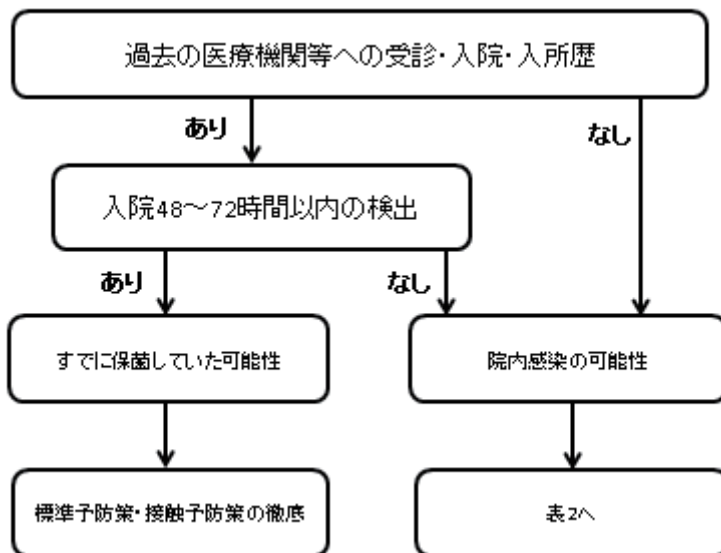 過去の医療機関等への受診・入院・入所歴
あり
なし
入院48～72時間以内の検出
あり
なし
すでに保菌していた可能性
院内感染の可能性
標準予防策・接触予防策の徹底
表2へ